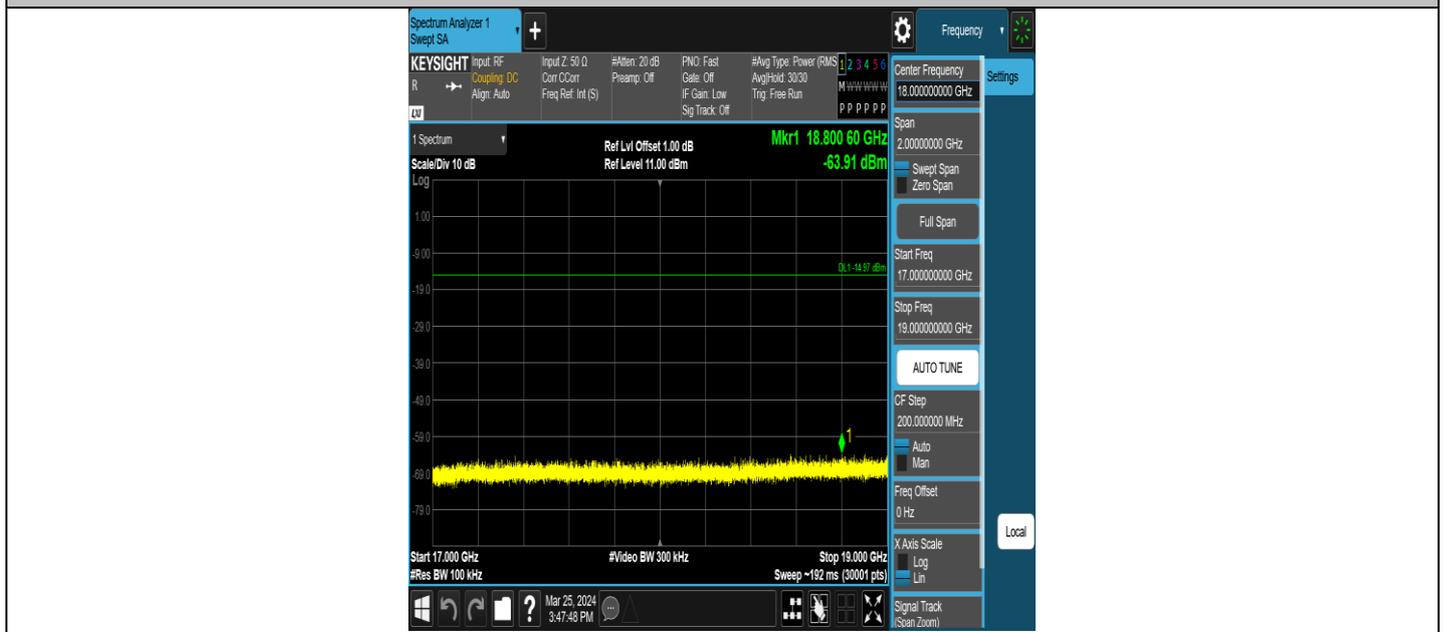 Spectrum Analyzer 1
Swept SA
+
Frequency
KEYSIGHT
R
LXI
Input: RF
Coupling: DC
Align: Auto
Input Z: 50 Ω
Corr CCorr
Freq Ref: Int (S)
#Atten: 20 dB
Preamp: Off
PNO: Fast
Gate: Off
IF Gain: Low
Sig Track: Off
#Avg Type: Power (RMS
Avg|Hold: 30/30
Trig: Free Run
1 2 3 4 5 6
M W W W W W
P P P P P P
1 Spectrum
Scale/Div 10 dB
Log
Ref Lvl Offset 1.00 dB
Ref Level 11.00 dBm
Mkr1 18.800 60 GHz
-63.91 dBm
1.00
-9.00
DL1 -14.97 dBm
-19.0
-29.0
-39.0
-49.0
-59.0
1
-69.0
-79.0
Start 17.000 GHz
#Res BW 100 kHz
#Video BW 300 kHz
Stop 19.000 GHz
Sweep ~192 ms (30001 pts)
?
Mar 25, 2024
3:47:48 PM
Center Frequency
18.000000000 GHz
Span
2.00000000 GHz
Swept Span
Zero Span
Full Span
Start Freq
17.000000000 GHz
Stop Freq
19.000000000 GHz
AUTO TUNE
CF Step
200.000000 MHz
Auto
Man
Freq Offset
0 Hz
X Axis Scale
Log
Lin
Signal Track
(Span Zoom)
Settings
Local